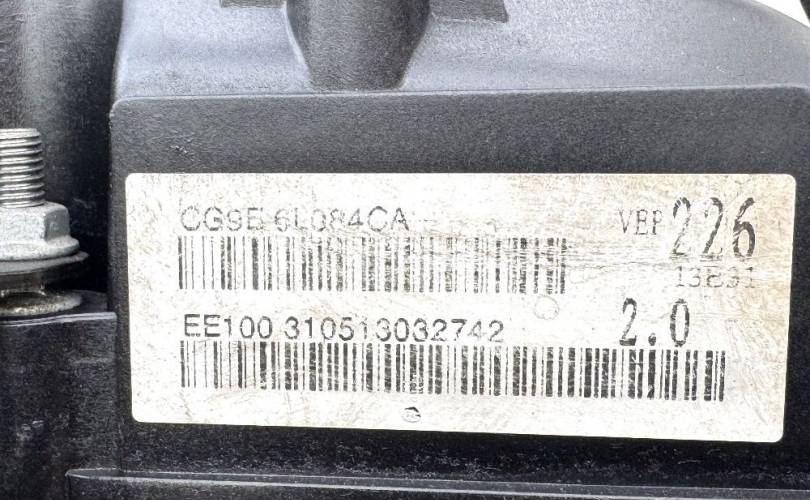 CG9E 6L084CA
VEP 226
13E31
EE100 310513032742
2.0